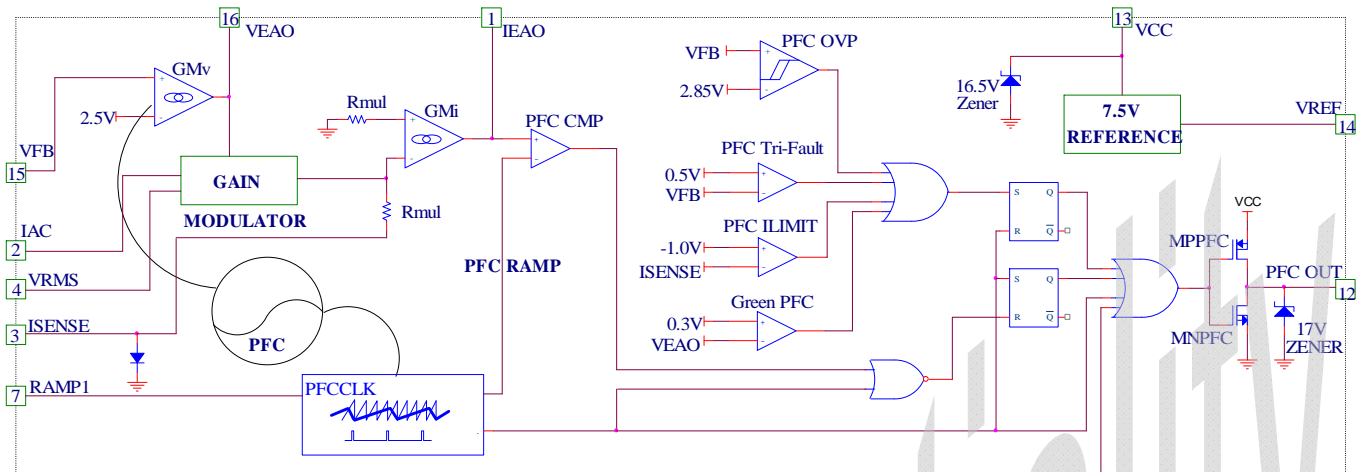 16
VEAO
1
IEAO
13
VCC
GMv
2.5V
VFB
15
GAIN
MODULATOR
IAC
2
VRMS
4
ISENSE
3
RAMP1
7
PFC
PFCCLK
Rmul
GMi
Rmul
PFC CMP
PFC RAMP
PFC OVP
VFB
2.85V
PFC Tri-Fault
0.5V
VFB
PFC ILIMIT
-1.0V
ISENSE
Green PFC
0.3V
VEAO
16.5V
Zener
7.5V
REFERENCE
VREF
14
S
Q
R
Q
S
Q
R
Q
VCC
MPPFC
PFC OUT
12
MNPFC
17V
ZENER